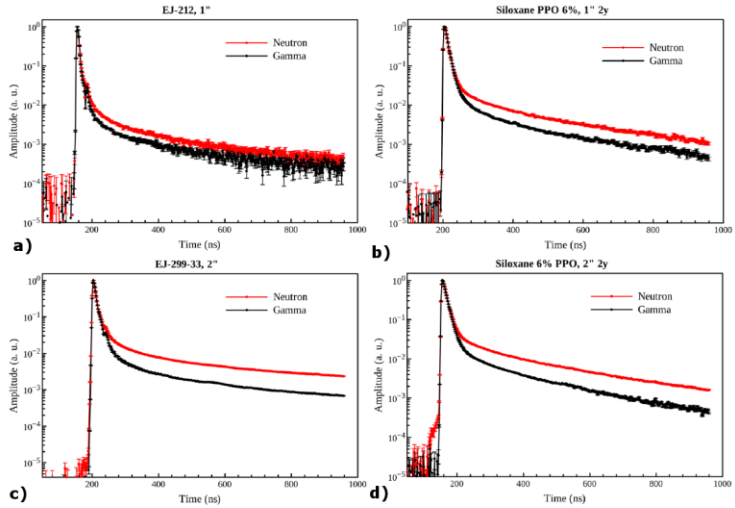 EJ-212, 1"
10⁰
10⁻¹
10⁻²
10⁻³
10⁻⁴
10⁻⁵
Amplitude (a. u.)
Neutron
Gamma
200 400 600 800 1000
Time (ns)
a)
Siloxane PPO 6%, 1" 2y
10⁰
10⁻¹
10⁻²
10⁻³
10⁻⁴
10⁻⁵
Amplitude (a. u.)
Neutron
Gamma
200 400 600 800 1000
Time (ns)
b)
EJ-299-33, 2"
10⁰
10⁻¹
10⁻²
10⁻³
10⁻⁴
10⁻⁵
Amplitude (a. u.)
Neutron
Gamma
200 400 600 800 1000
Time (ns)
c)
Siloxane 6% PPO, 2" 2y
10⁰
10⁻¹
10⁻²
10⁻³
10⁻⁴
10⁻⁵
Amplitude (a. u.)
Neutron
Gamma
200 400 600 800 1000
Time (ns)
d)